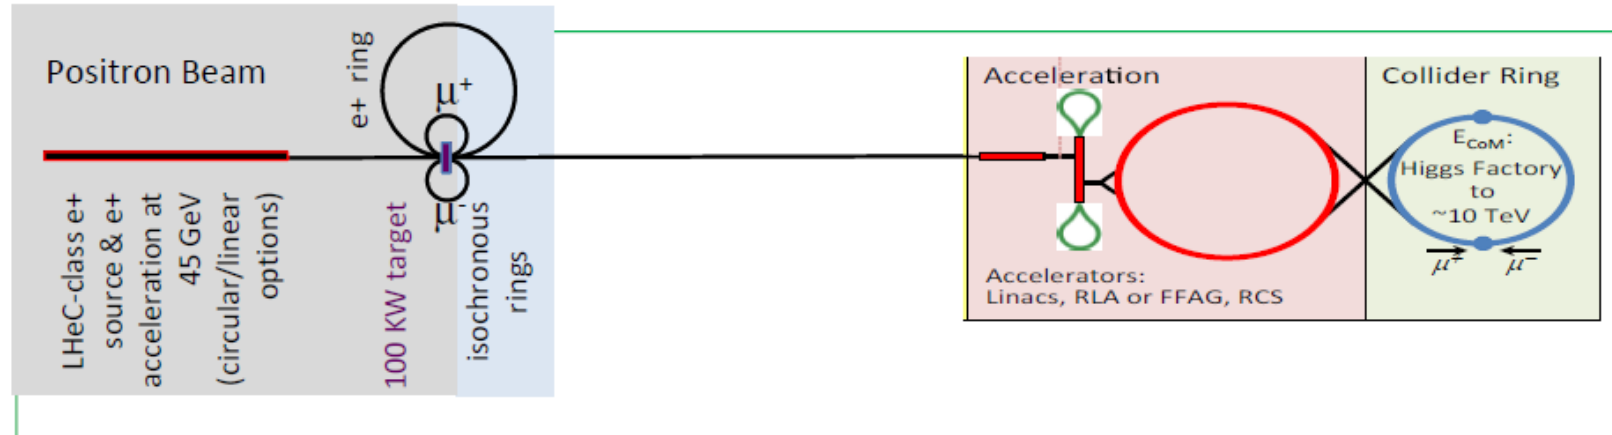 Positron Beam
e+ ring
μ⁺
μ⁻
LHeC-class e+
source & e+
acceleration at
45 GeV
(circular/linear
options)
100 KW target
isochronous
rings
Acceleration
Accelerators:
Linacs, RLA or FFAG, RCS
Collider Ring
E_CoM:
Higgs Factory
to
~10 TeV
μ⁺ μ⁻